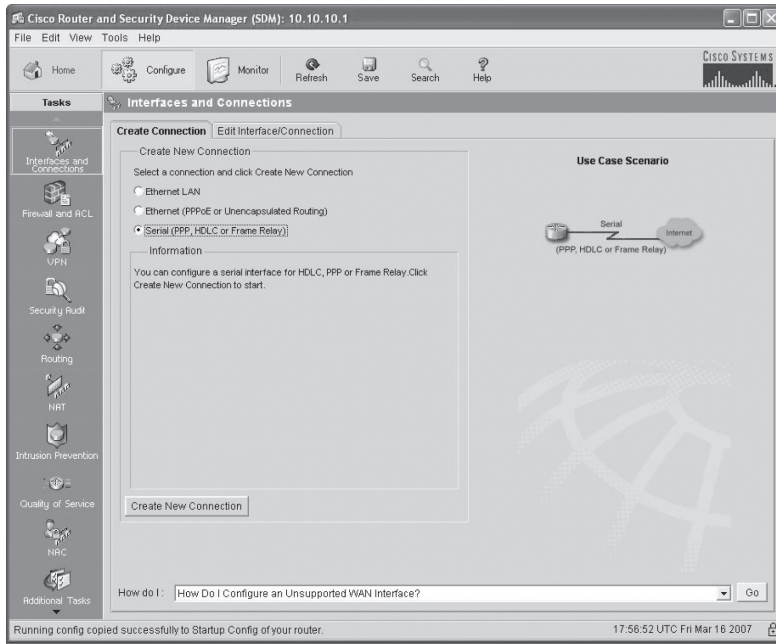 Cisco Router and Security Device Manager (SDM): 10.10.10.1
File Edit View Tools Help
Home
Configure
Monitor
Refresh
Save
Search
Help
CISCO SYSTEMS
Tasks
Interfaces and Connections
Interfaces and
Connections
Firewall and ACL
VPN
Security Audit
Routing
NAT
Intrusion Prevention
Quality of Service
NAC
Additional Tasks
Create Connection
Edit Interface/Connection
Create New Connection
Select a connection and click Create New Connection
Ethernet LAN
Ethernet (PPPoE or Unencapsulated Routing)
Serial (PPP, HDLC or Frame Relay)
Information
You can configure a serial interface for HDLC, PPP or Frame Relay.Click
Create New Connection to start.
Create New Connection
Use Case Scenario
Serial
Internet
(PPP, HDLC or Frame Relay)
How do I:
How Do I Configure an Unsupported WAN Interface?
Go
Running config copied successfully to Startup Config of your router.
17:56:52 UTC Fri Mar 16 2007